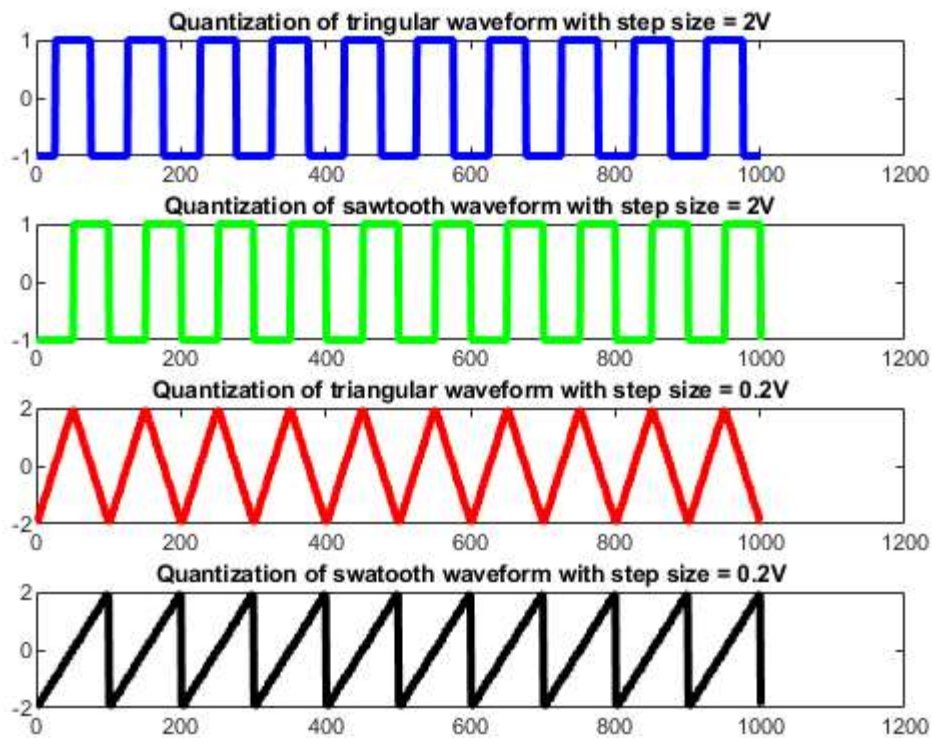 Quantization of tringular waveform with step size = 2V
1
0
-1
0 200 400 600 800 1000 1200
Quantization of sawtooth waveform with step size = 2V
1
0
-1
0 200 400 600 800 1000 1200
Quantization of triangular waveform with step size = 0.2V
2
0
-2
0 200 400 600 800 1000 1200
Quantization of swatooth waveform with step size = 0.2V
2
0
-2
0 200 400 600 800 1000 1200